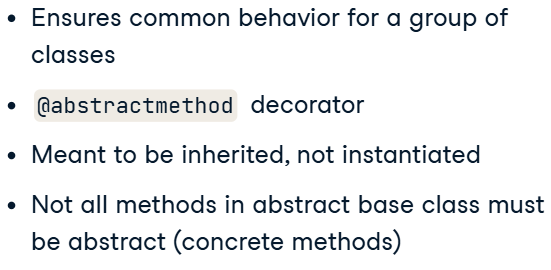 • Ensures common behavior for a group of
classes
• @abstractmethod decorator
• Meant to be inherited, not instantiated
• Not all methods in abstract base class must
be abstract (concrete methods)